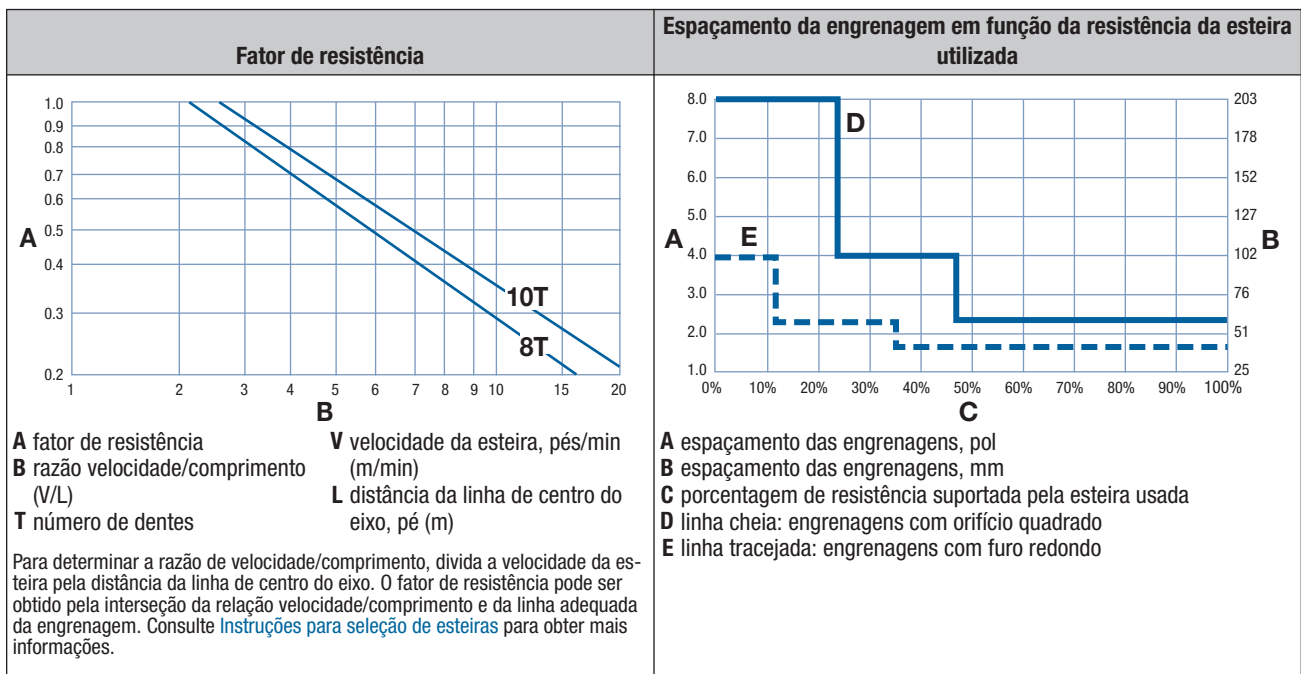 Fator de resistência
Espaçamento da engrenagem em função da resistência da esteira
utilizada
1.0
0.9
0.8
0.7
0.6
0.5
0.4
0.3
0.2
A
10T
8T
1 2 3 4 5 6 7 8 9 10 15 20
B
A fator de resistência
B razão velocidade/comprimento
(V/L)
T número de dentes
V velocidade da esteira, pés/min
(m/min)
L distância da linha de centro do
eixo, pé (m)
Para determinar a razão de velocidade/comprimento, divida a velocidade da es-
teira pela distância da linha de centro do eixo. O fator de resistência pode ser
obtido pela interseção da relação velocidade/comprimento e da linha adequada
da engrenagem. Consulte Instruções para seleção de esteiras para obter mais
informações.
8.0
7.0
6.0
5.0
4.0
3.0
2.0
1.0
A
D
E
203
178
152
127
102
76
51
25
B
0% 10% 20% 30% 40% 50% 60% 70% 80% 90% 100%
C
A espaçamento das engrenagens, pol
B espaçamento das engrenagens, mm
C porcentagem de resistência suportada pela esteira usada
D linha cheia: engrenagens com orifício quadrado
E linha tracejada: engrenagens com furo redondo